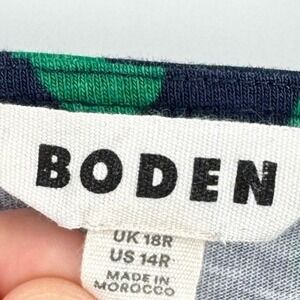 BODEN
UK 18R
US 14R
MADE IN
MOROCCO